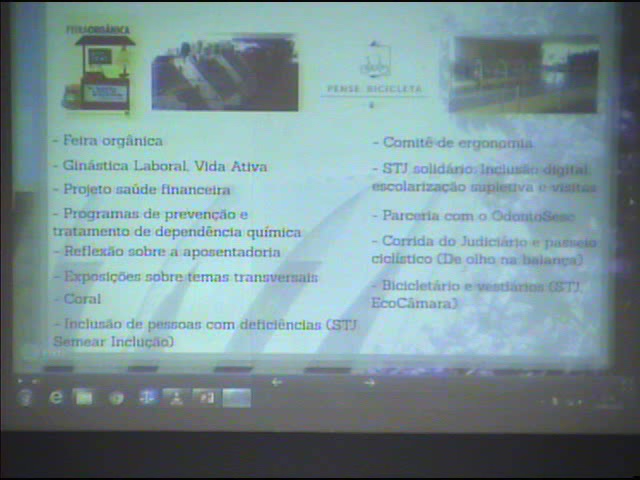 FEIRAORGÂNICA
PENSE BICICLETA
- Feira orgânica
- Ginástica Laboral, Vida Ativa
- Projeto saúde financeira
- Programas de prevenção e
tratamento de dependência química
- Reflexão sobre a aposentadoria
- Exposições sobre temas transversais
- Coral
- Inclusão de pessoas com deficiências (STJ
Semear Inclução)
- Comitê de ergonomia
- STJ solidário: Inclusão digital,
escolarização supletiva e visitas
- Parceria com o OdontoSesc
- Corrida do Judiciário e passeio
ciclístico (De olho na balança)
- Bicicletário e vestiários (STJ,
EcoCâmara)